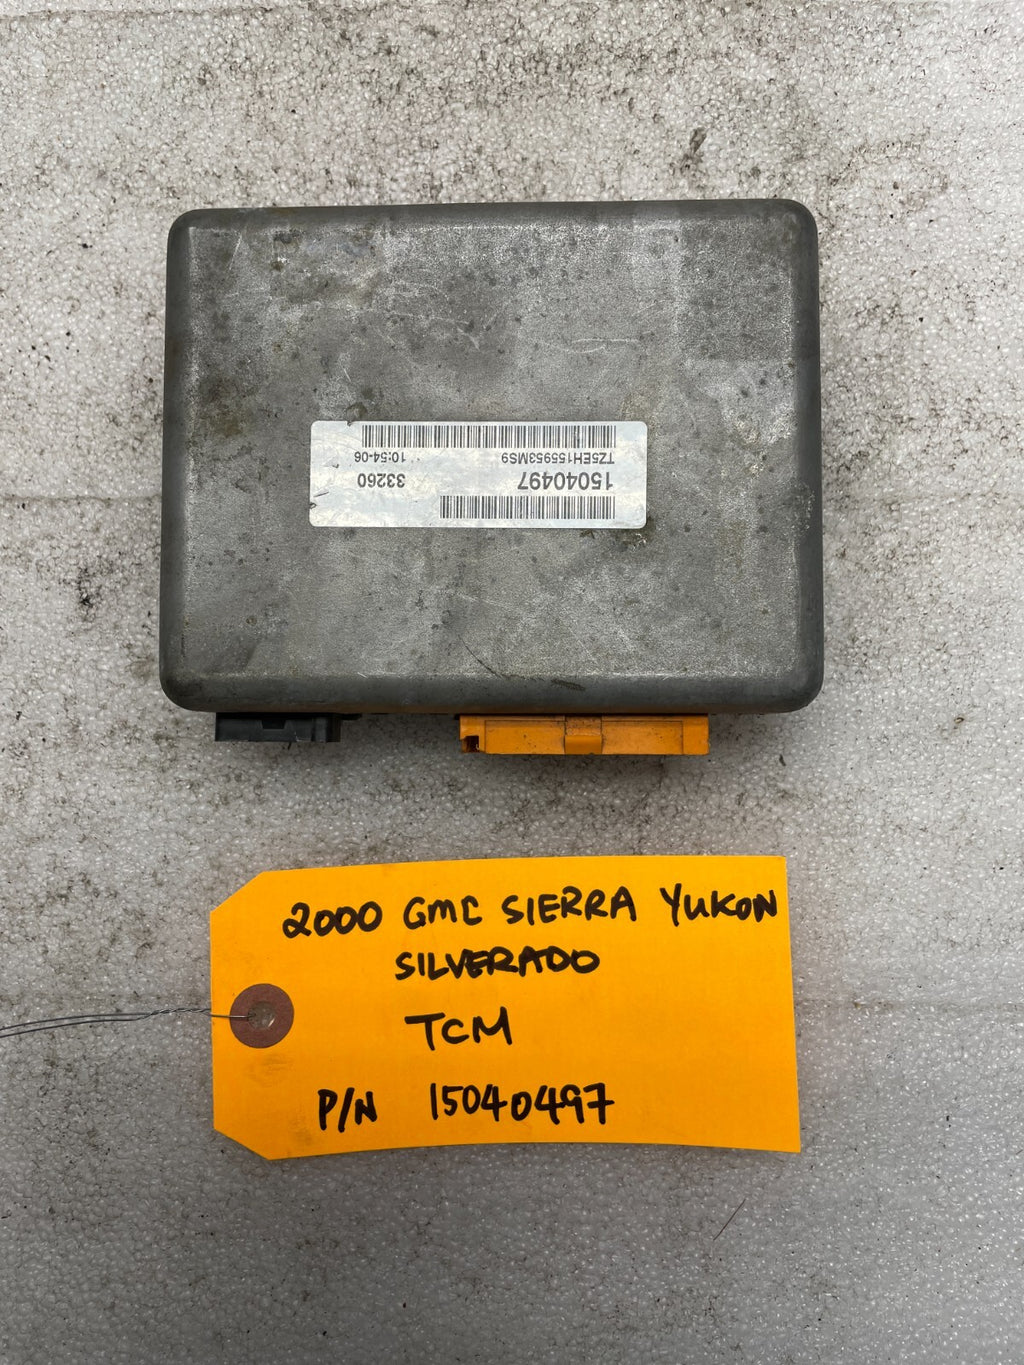 15040497 33260
TZ5EH155953MS9 10:54-06
2000 GMC SIERRA YUKON
SILVERADO
TCM
P/N 15040497